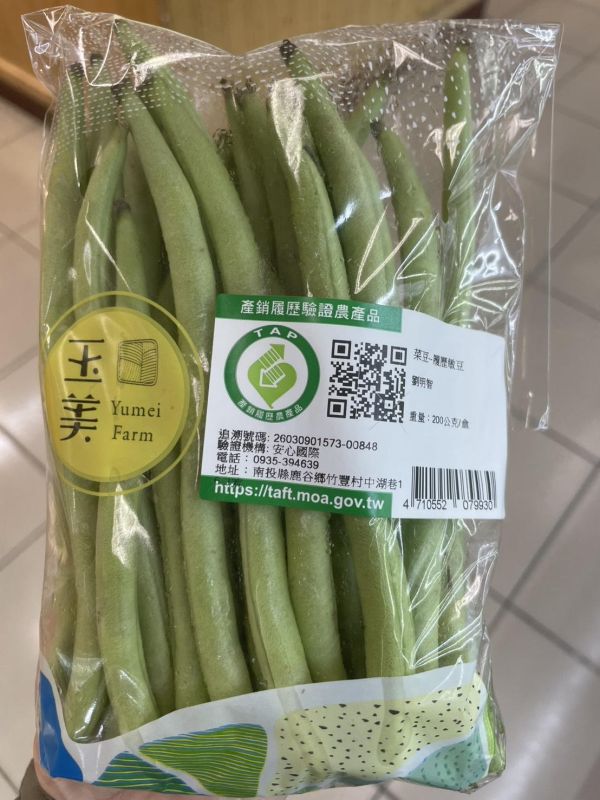 產銷履歷驗證農產品
TAP
產銷履歷農產品
菜豆-履歷敏豆
劉明智
重量：200公克/盒
追溯號碼: 26030901573-00848
驗證機構: 安心國際
電話：0935-394639
地址：南投縣鹿谷鄉竹豐村中湖巷1
https://taft.moa.gov.tw
4 710552 079930
玉美
Yumei
Farm